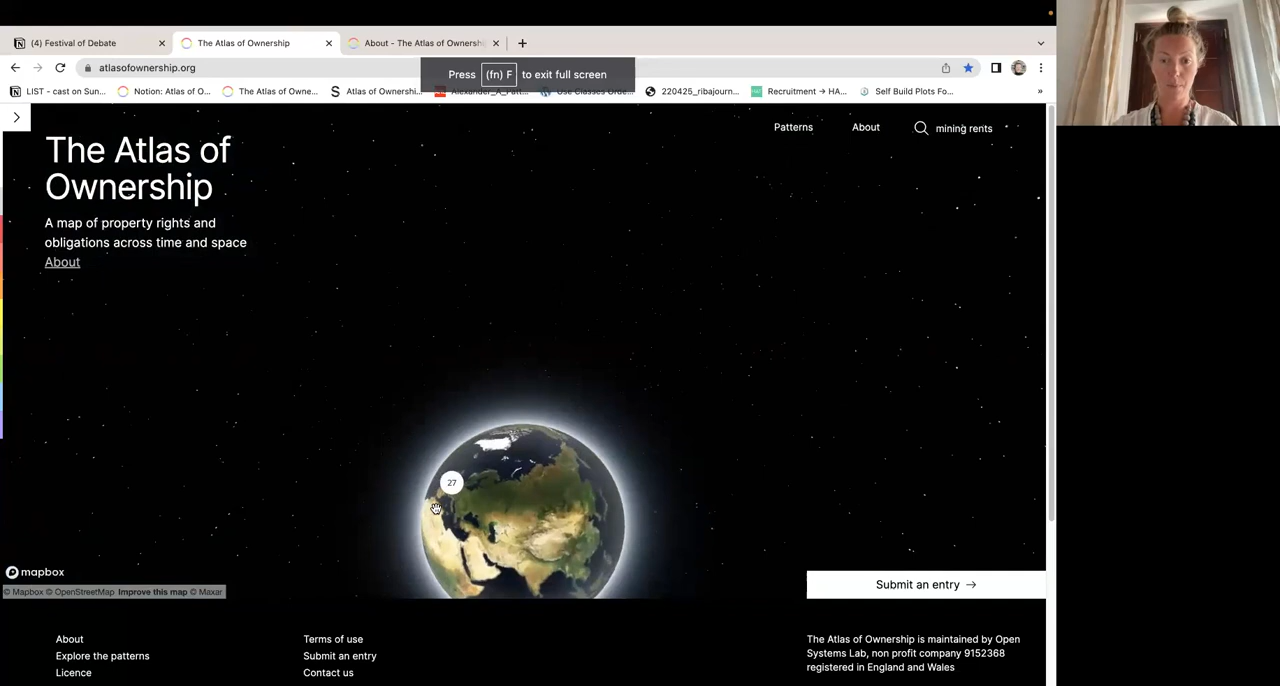 (4) Festival of Debate
The Atlas of Ownership
About - The Atlas of Ownershi
atlasofownership.org
Press (fn) F to exit full screen
LIST - cast on Sun...
Notion: Atlas of O...
The Atlas of Owne...
Atlas of Ownershi...
220425_ribajourn...
Recruitment → HA...
Self Build Plots Fo...
»
The Atlas of
Ownership
Patterns
About
mining rents
A map of property rights and
obligations across time and space
About
27
mapbox
© Mapbox © OpenStreetMap Improve this map © Maxar
Submit an entry →
About
Explore the patterns
Licence
Terms of use
Submit an entry
Contact us
The Atlas of Ownership is maintained by Open
Systems Lab, non profit company 9152368
registered in England and Wales